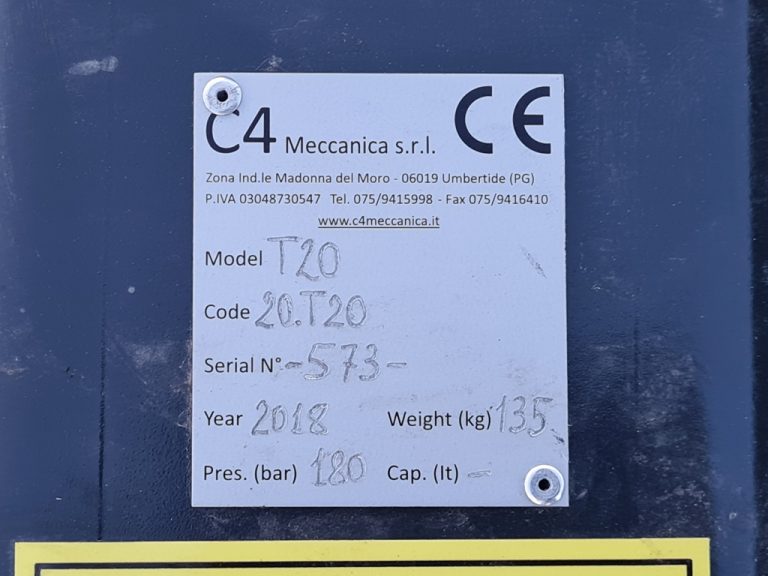 C4 Meccanica s.r.l. CE
Zona Ind.le Madonna del Moro - 06019 Umbertide (PG)
P.IVA 03048730547 Tel. 075/9415998 - Fax 075/9416410
www.c4meccanica.it
Model T20
Code 20.T20
Serial N° -573-
Year 2018 Weight (kg) 135
Pres. (bar) 180 Cap. (lt) -